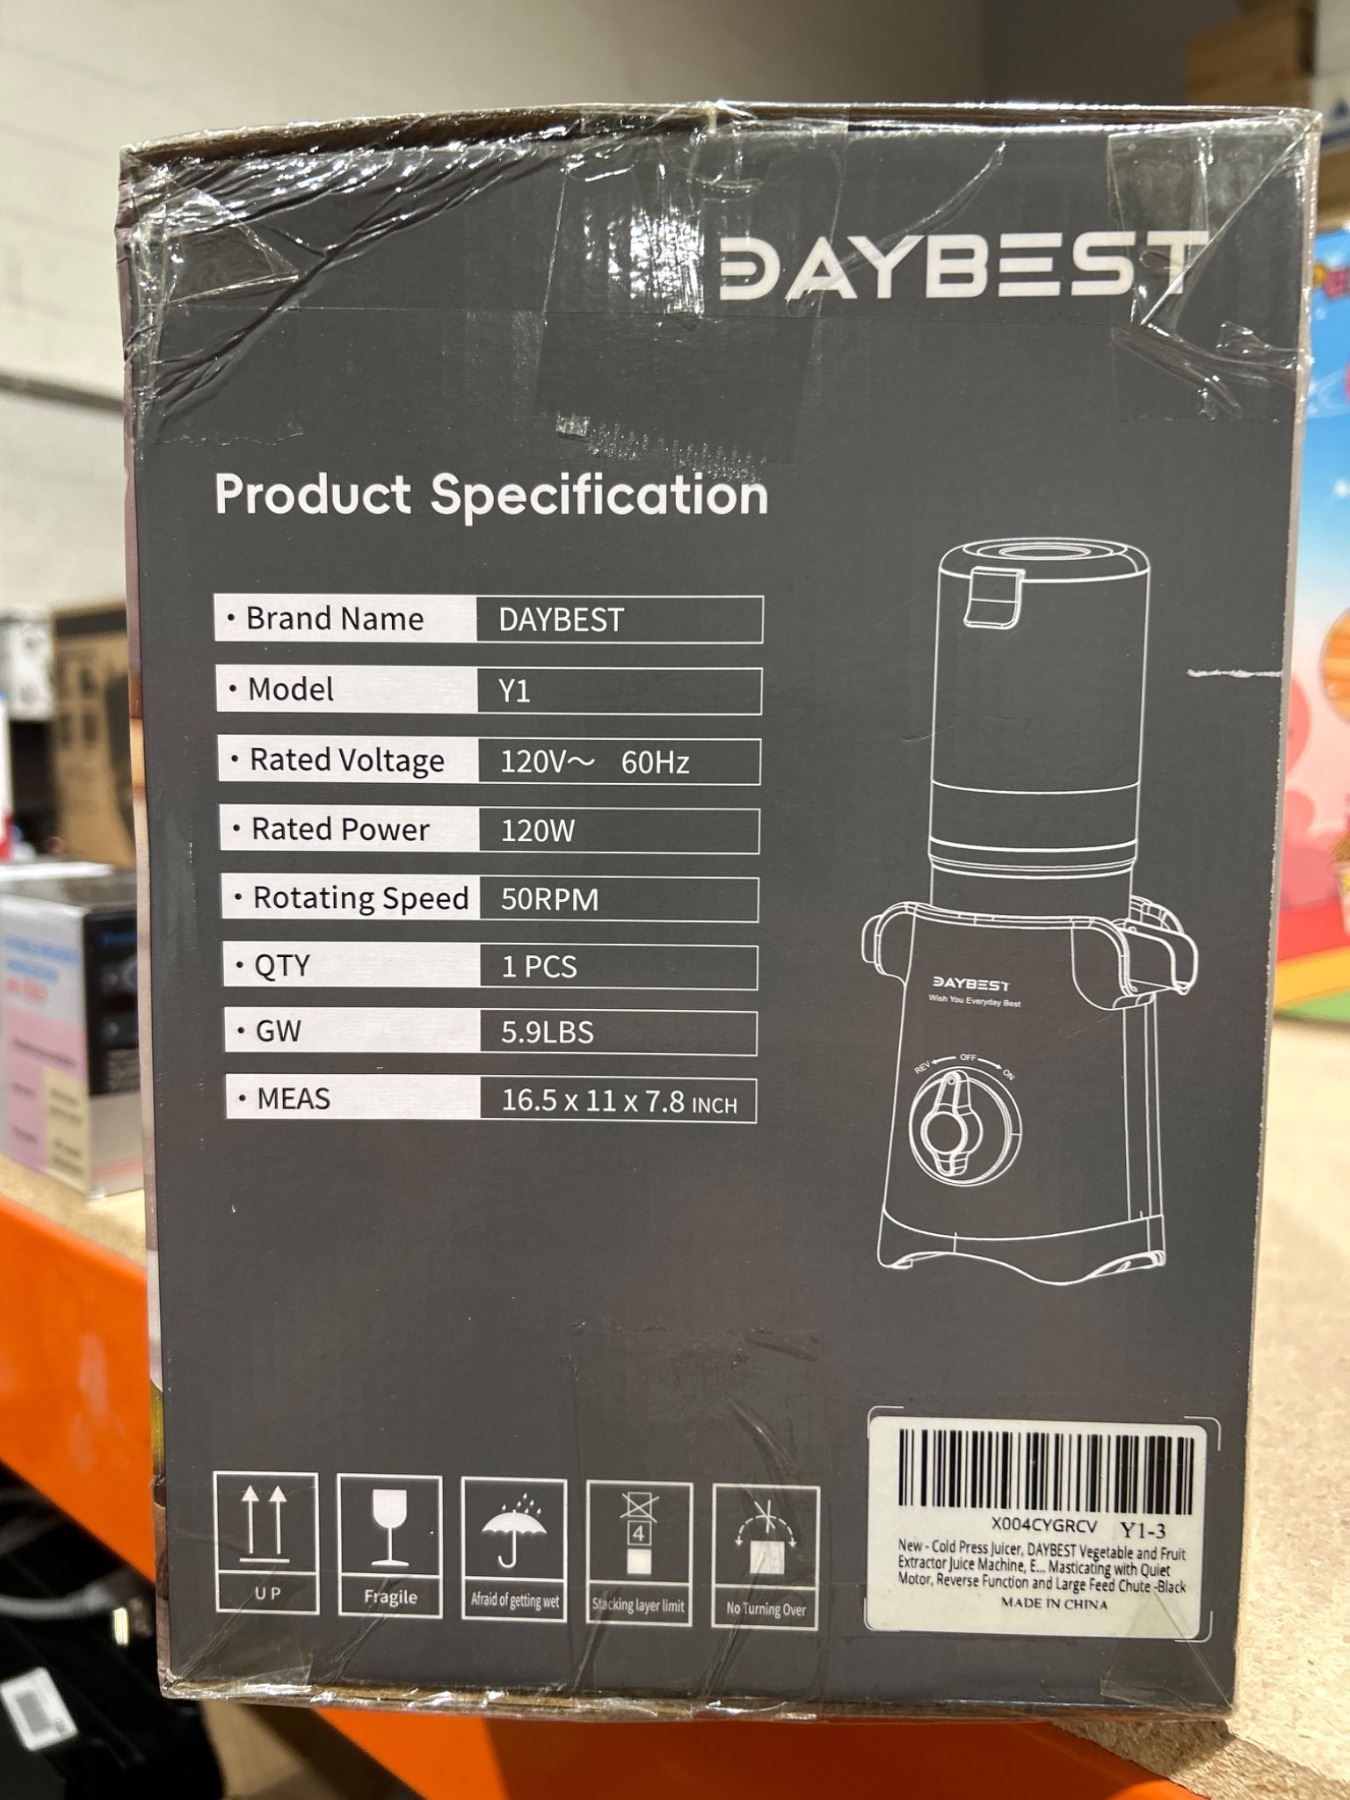 DAYBEST
Product Specification
· Brand Name DAYBEST
· Model Y1
· Rated Voltage 120V～ 60Hz
· Rated Power 120W
· Rotating Speed 50RPM
· QTY 1 PCS
· GW 5.9LBS
· MEAS 16.5 x 11 x 7.8 INCH
DAYBEST
Wish You Everyday Best
REV OFF ON
4
UP
Fragile
Afraid of getting wet
Stacking layer limit
No Turning Over
X004CYGRCV Y1-3
New - Cold Press Juicer, DAYBEST Vegetable and Fruit
Extractor Juice Machine, E... Masticating with Quiet
Motor, Reverse Function and Large Feed Chute -Black
MADE IN CHINA